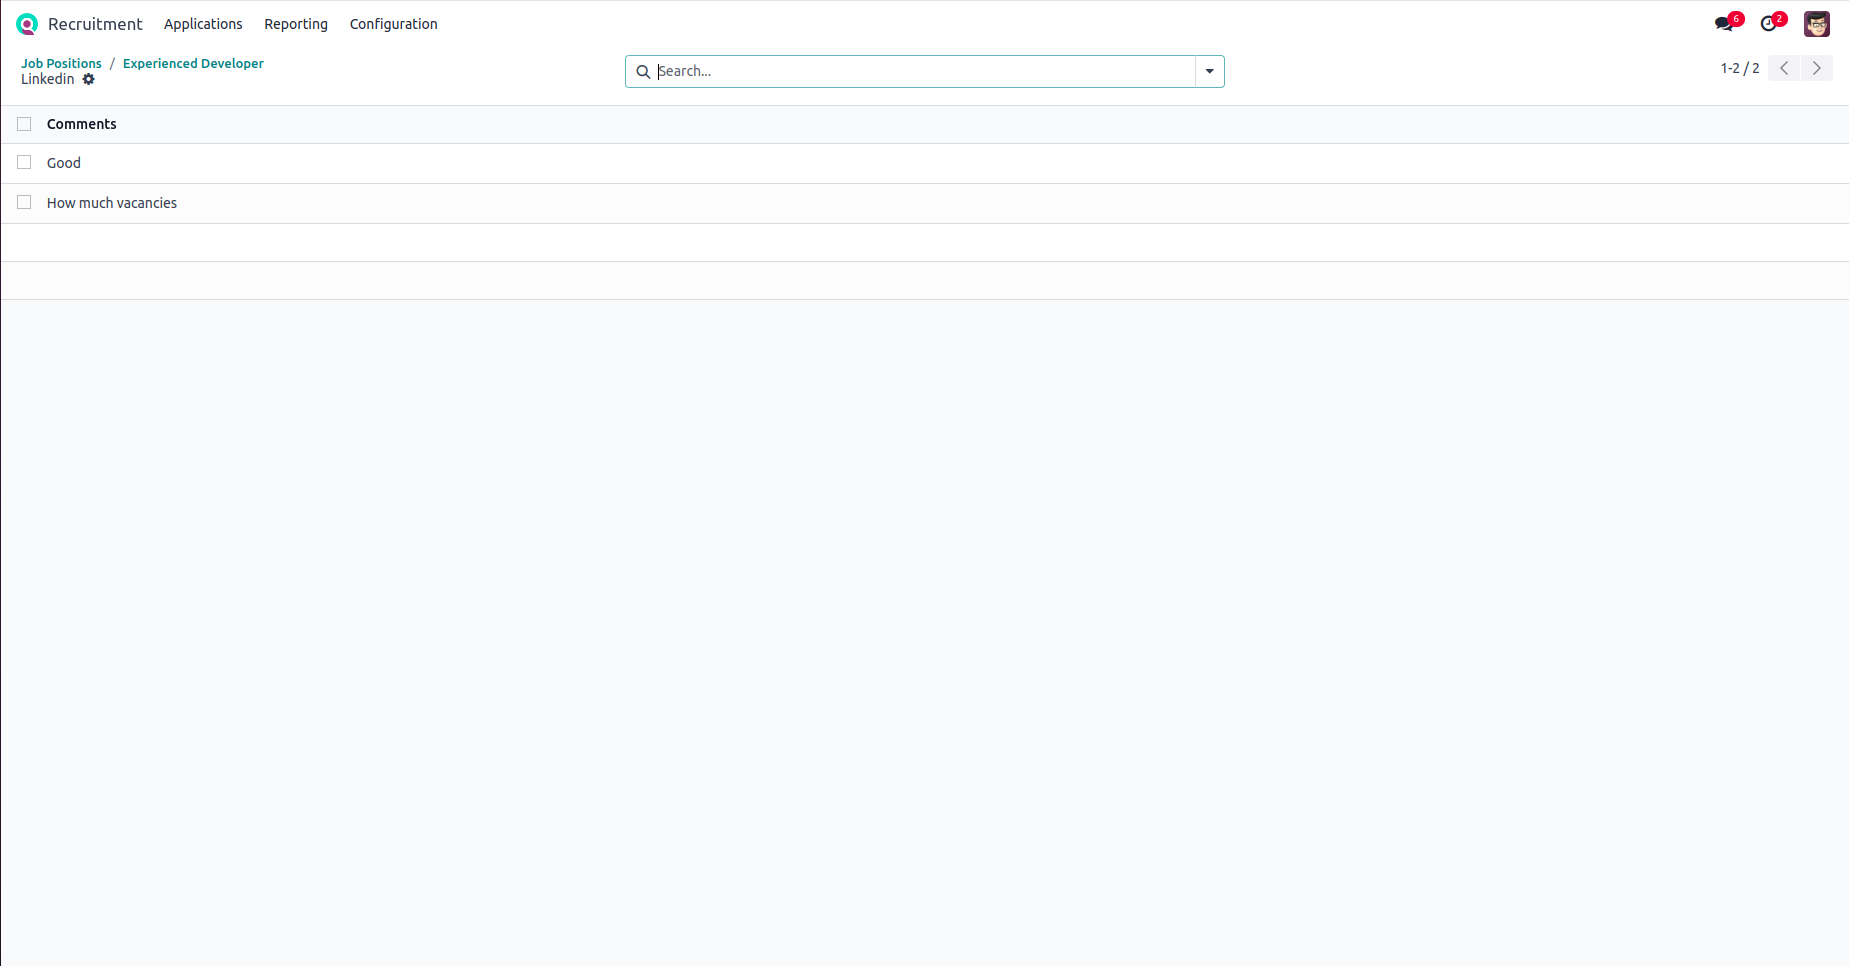 Recruitment Applications Reporting Configuration 6 2
Job Positions / Experienced Developer
Linkedin
Search...
1-2 / 2
Comments
Good
How much vacancies